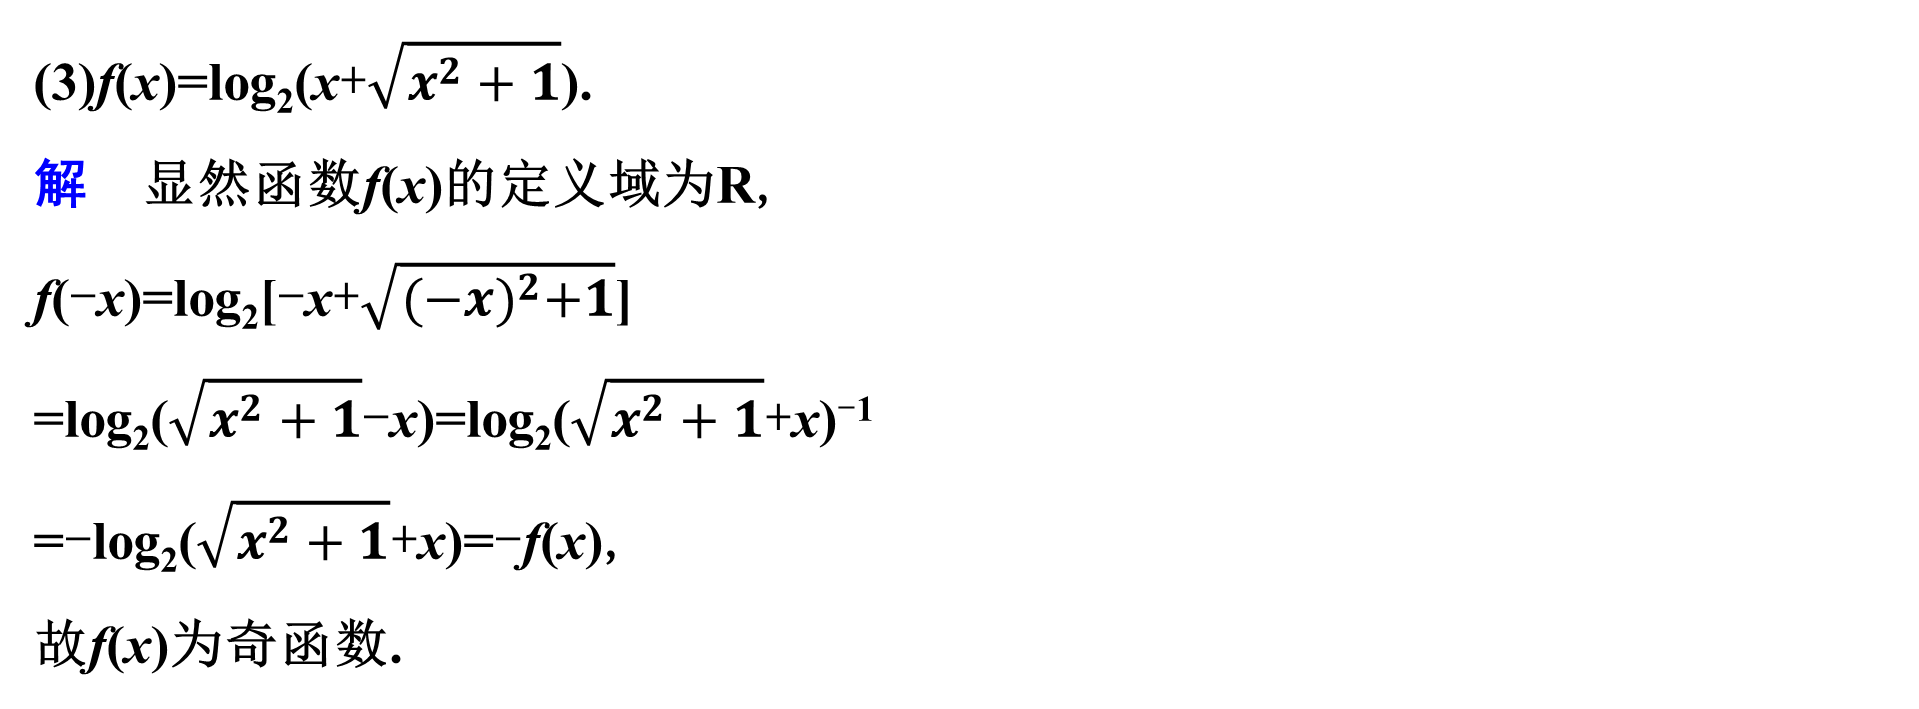 (3)f(x)=log₂(x+√(x²+1)).
解 显然函数f(x)的定义域为R,
f(−x)=log₂[−x+√((−x)²+1)]
=log₂(√(x²+1)−x)=log₂(√(x²+1)+x)⁻¹
=−log₂(√(x²+1)+x)=−f(x),
故f(x)为奇函数.